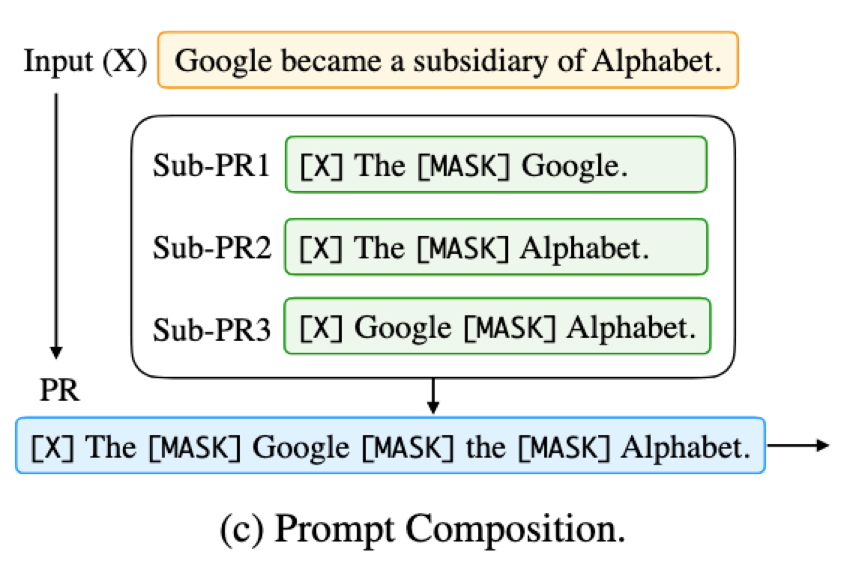 Input (X) Google became a subsidiary of Alphabet.
Sub-PR1 [X] The [MASK] Google.
Sub-PR2 [X] The [MASK] Alphabet.
Sub-PR3 [X] Google [MASK] Alphabet.
PR
[X] The [MASK] Google [MASK] the [MASK] Alphabet.
(c) Prompt Composition.